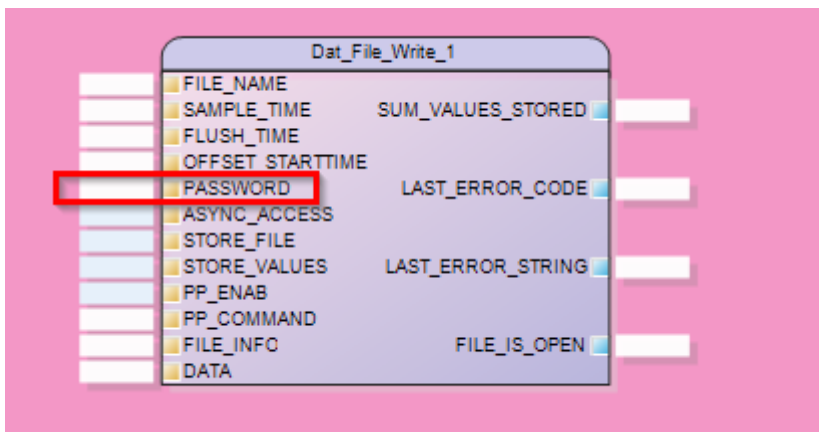 Dat_File_Write_1
FILE_NAME
SAMPLE_TIME SUM_VALUES_STORED
FLUSH_TIME
OFFSET_STARTTIME
PASSWORD LAST_ERROR_CODE
ASYNC_ACCESS
STORE_FILE
STORE_VALUES LAST_ERROR_STRING
PP_ENAB
PP_COMMAND
FILE_INFO FILE_IS_OPEN
DATA